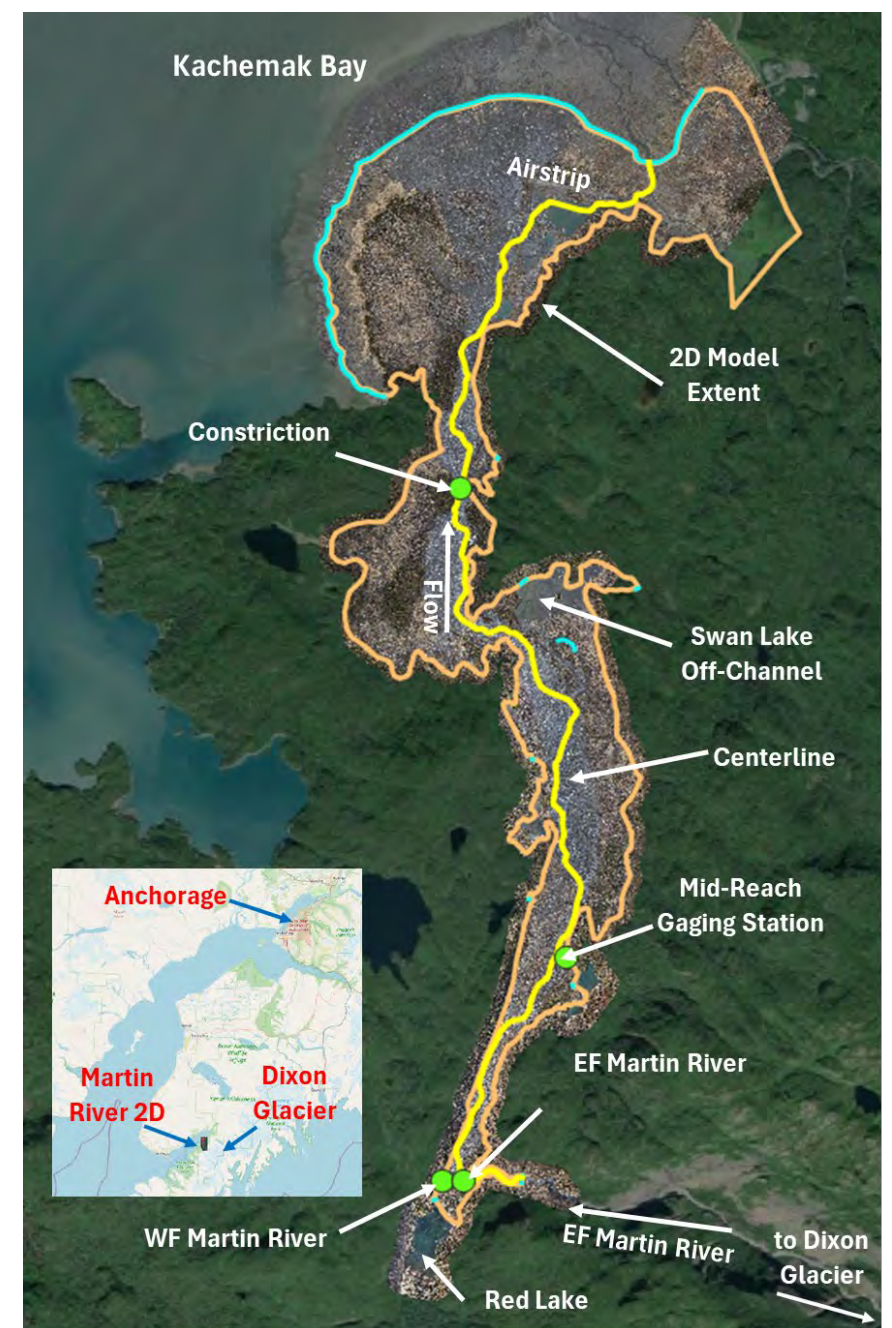 Kachemak Bay
Airstrip
2D Model
Extent
Constriction
Flow
Swan Lake
Off-Channel
Centerline
Mid-Reach
Gaging Station
Anchorage
Martin
River 2D
Dixon
Glacier
EF Martin River
WF Martin River
EF Martin River
to Dixon
Glacier
Red Lake